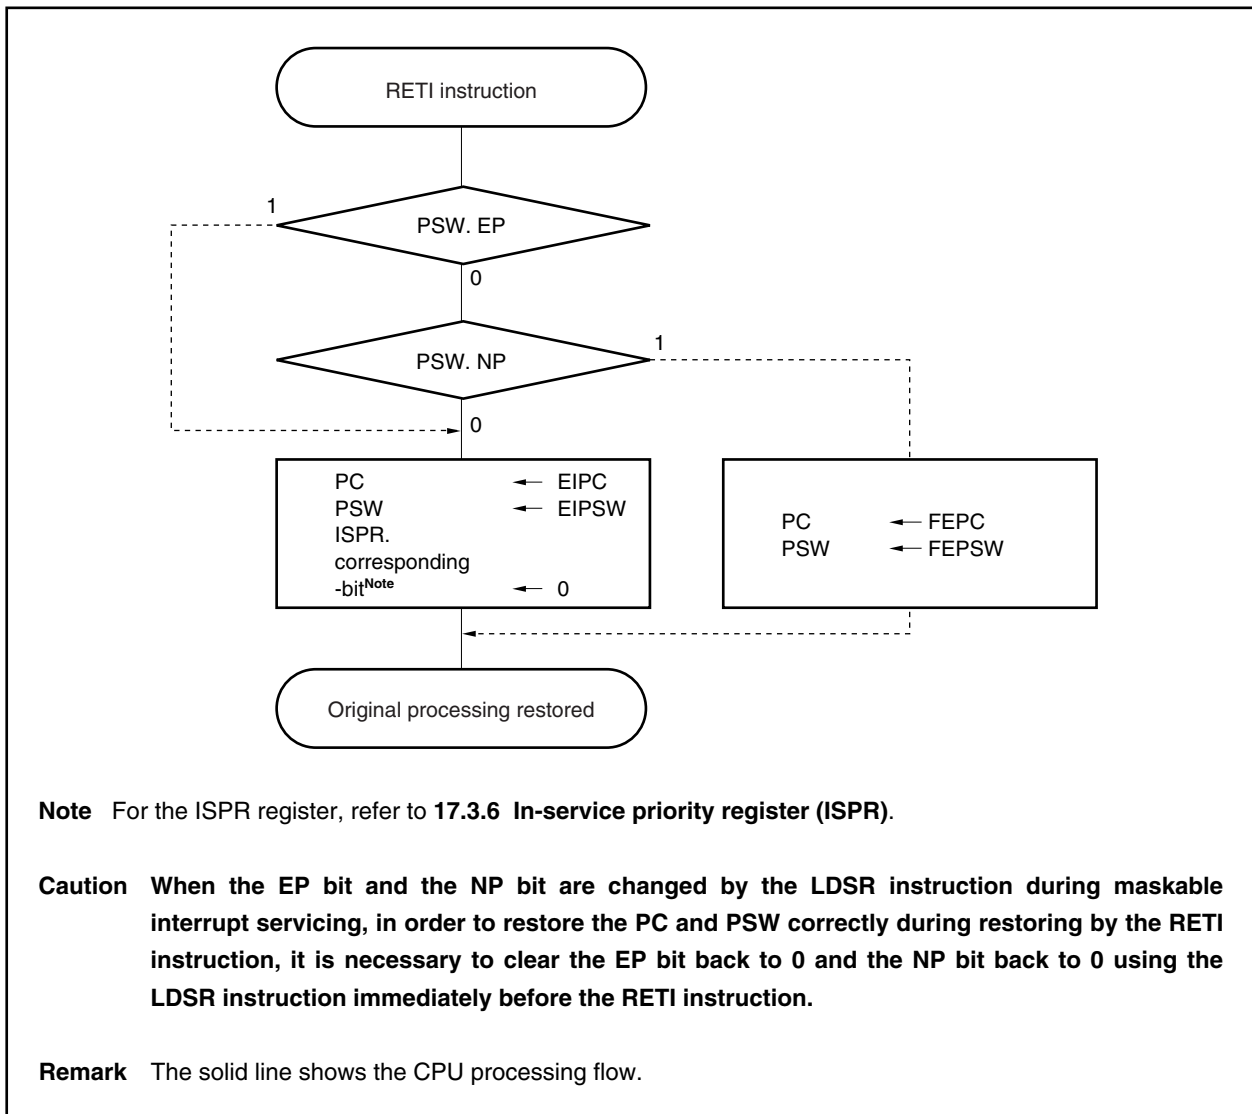 RETI instruction
1
PSW. EP
0
PSW. NP
1
0
PC ← EIPC
PSW ← EIPSW
ISPR.
corresponding
-bitNote ← 0
PC ← FEPC
PSW ← FEPSW
Original processing restored
Note For the ISPR register, refer to 17.3.6 In-service priority register (ISPR).
Caution When the EP bit and the NP bit are changed by the LDSR instruction during maskable
interrupt servicing, in order to restore the PC and PSW correctly during restoring by the RETI
instruction, it is necessary to clear the EP bit back to 0 and the NP bit back to 0 using the
LDSR instruction immediately before the RETI instruction.
Remark The solid line shows the CPU processing flow.